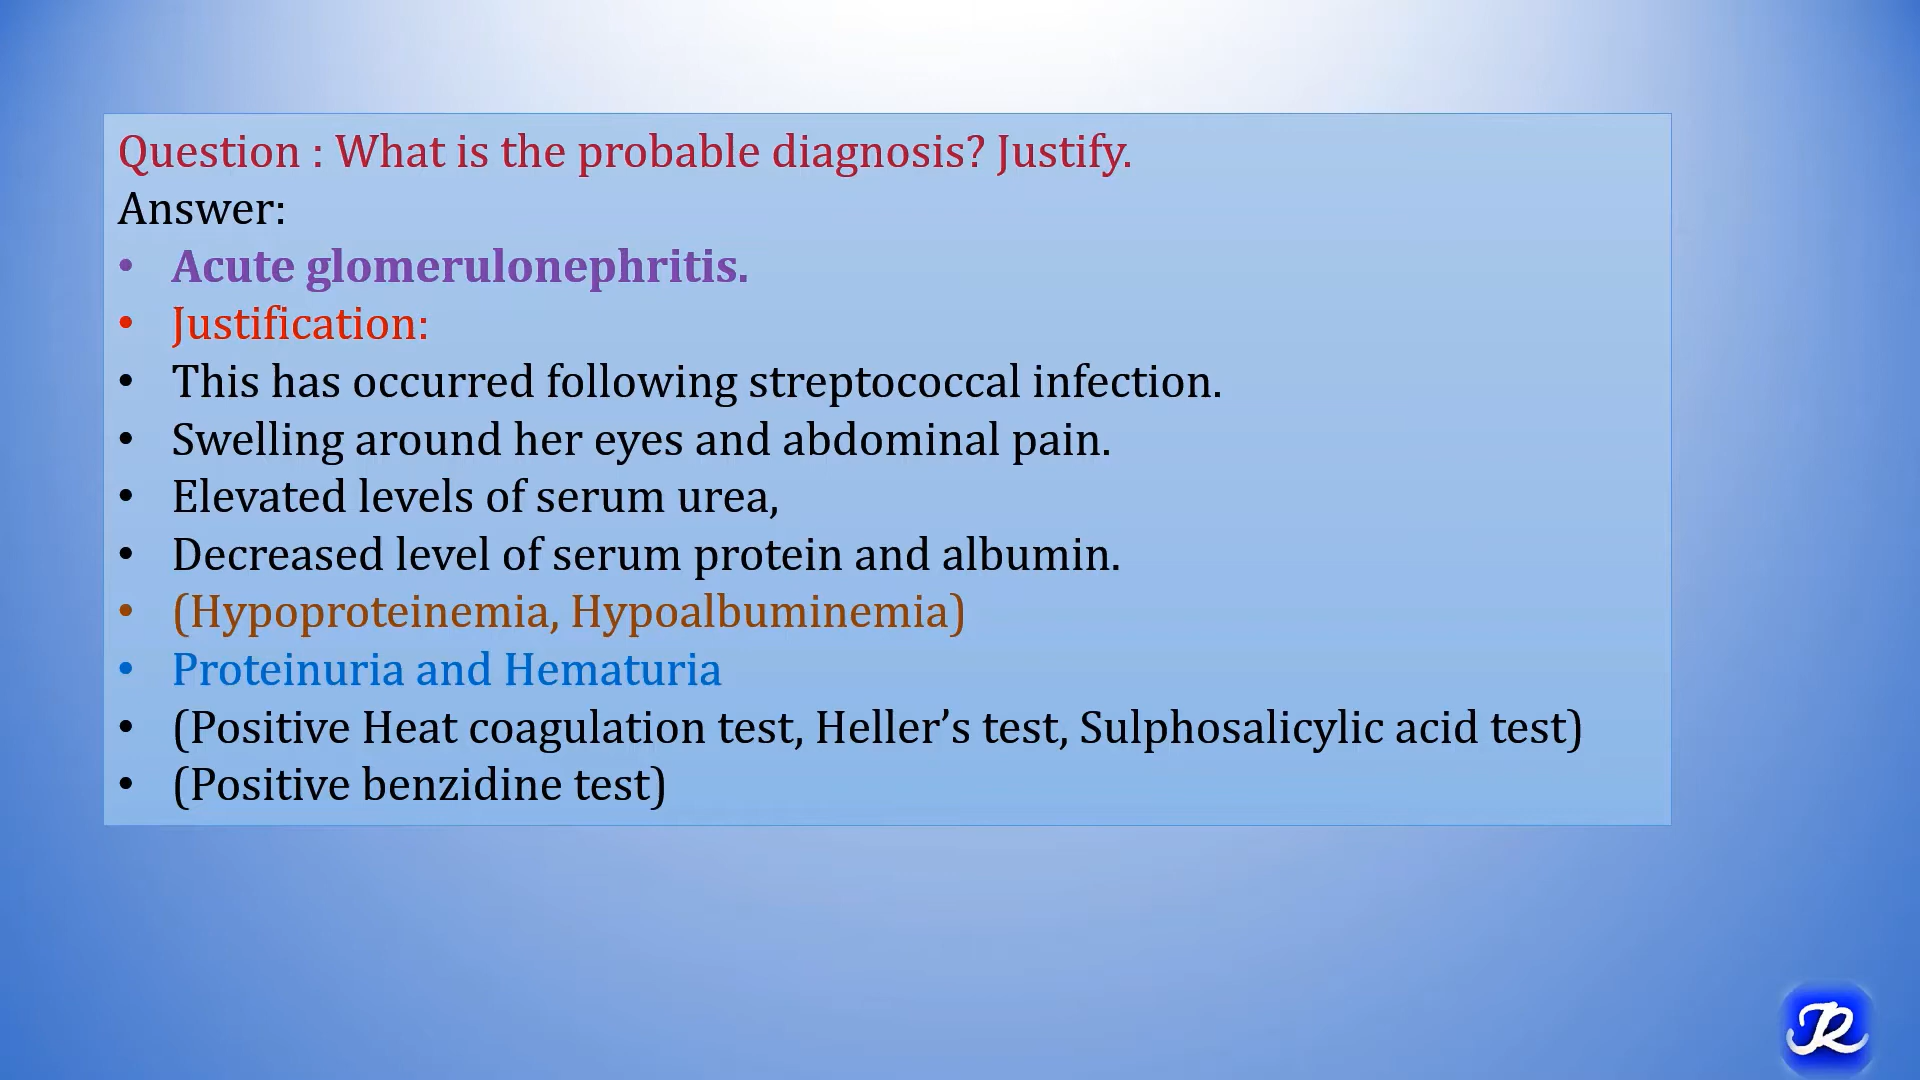 Question : What is the probable diagnosis? Justify.
Answer:
• Acute glomerulonephritis.
• Justification:
• This has occurred following streptococcal infection.
• Swelling around her eyes and abdominal pain.
• Elevated levels of serum urea,
• Decreased level of serum protein and albumin.
• (Hypoproteinemia, Hypoalbuminemia)
• Proteinuria and Hematuria
• (Positive Heat coagulation test, Heller’s test, Sulphosalicylic acid test)
• (Positive benzidine test)
JR